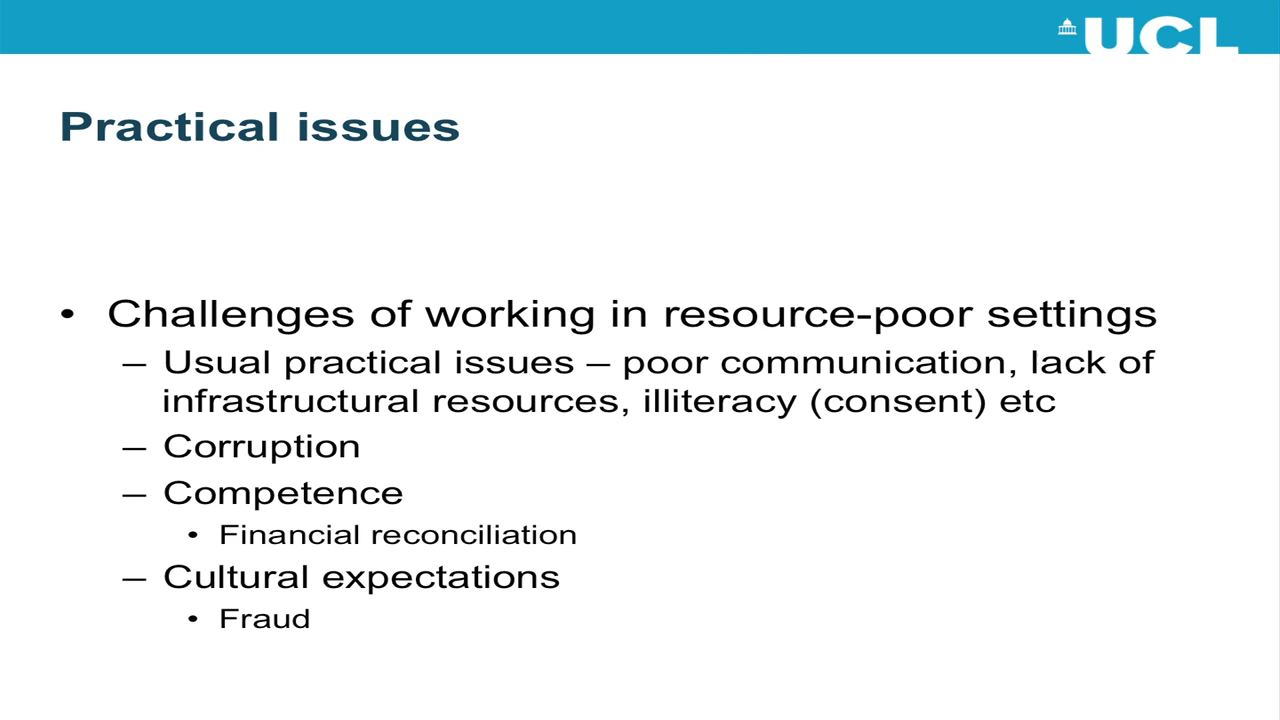 UCL
Practical issues
• Challenges of working in resource-poor settings
– Usual practical issues – poor communication, lack of
infrastructural resources, illiteracy (consent) etc
– Corruption
– Competence
• Financial reconciliation
– Cultural expectations
• Fraud